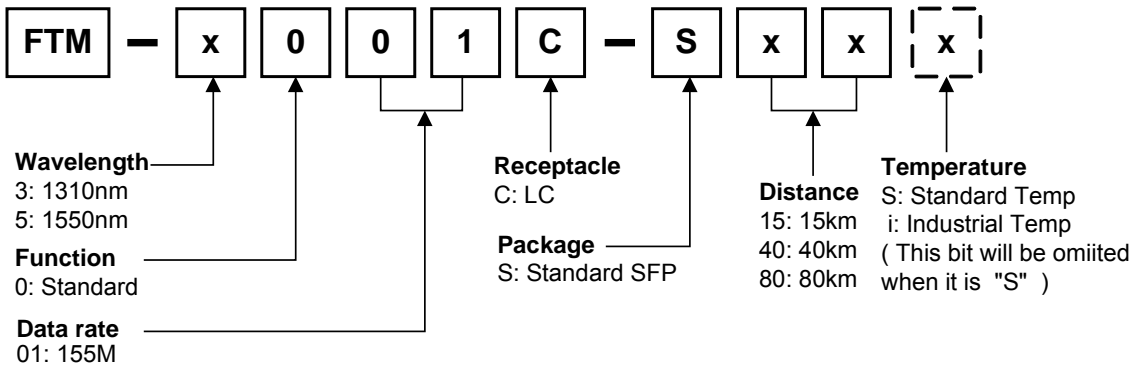 FTM - x 0 0 1 C - S x x x
Wavelength
3: 1310nm
5: 1550nm
Function
0: Standard
Data rate
01: 155M
Receptacle
C: LC
Package
S: Standard SFP
Distance
15: 15km
40: 40km
80: 80km
Temperature
S: Standard Temp
i: Industrial Temp
( This bit will be omiited
when it is "S" )